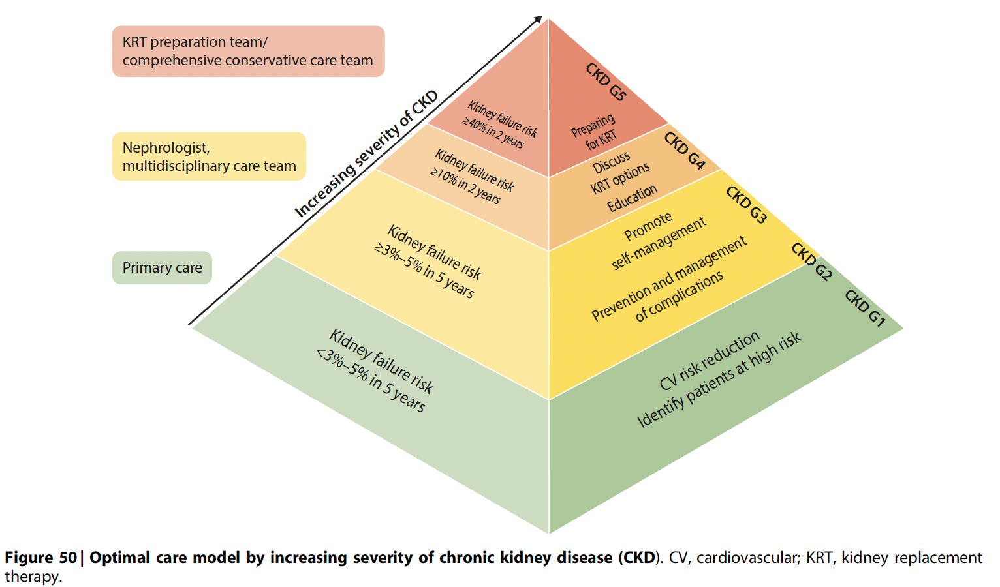 KRT preparation team/
comprehensive conservative care team
Nephrologist,
multidisciplinary care team
Primary care
Increasing severity of CKD
Kidney failure risk
≥40% in 2 years
Preparing
for KRT
CKD G5
Kidney failure risk
≥10% in 2 years
Discuss
KRT options
Education
CKD G4
Kidney failure risk
≥3%–5% in 5 years
Promote
self-management
Prevention and management
of complications
CKD G3
CKD G2
Kidney failure risk
<3%–5% in 5 years
CV risk reduction
Identify patients at high risk
CKD G1
Figure 50 | Optimal care model by increasing severity of chronic kidney disease (CKD). CV, cardiovascular; KRT, kidney replacement
therapy.